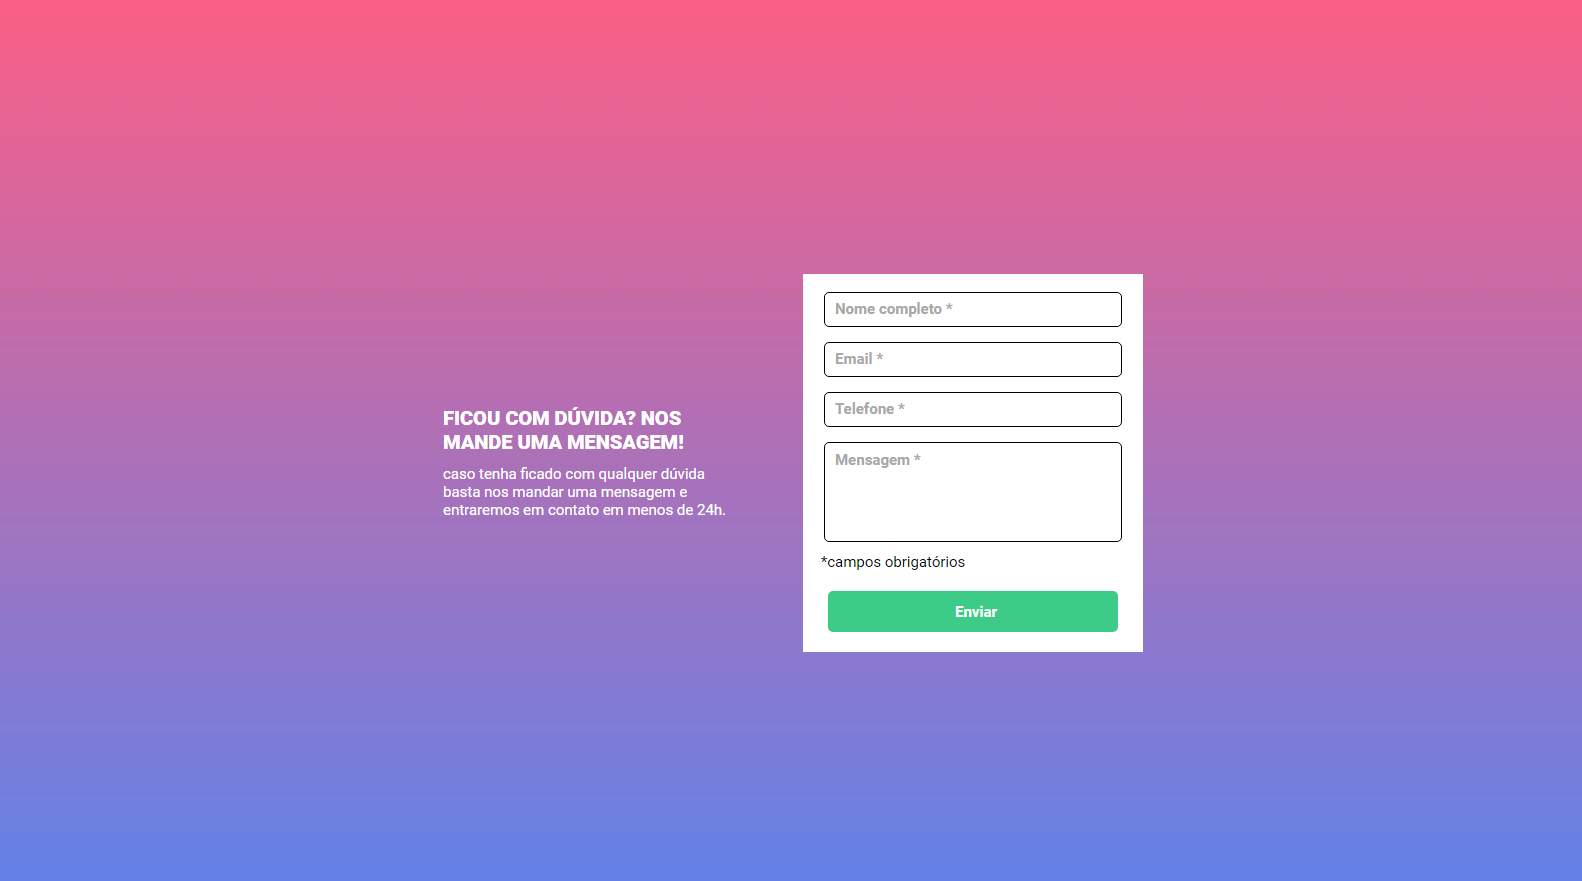 FICOU COM DÚVIDA? NOS
MANDE UMA MENSAGEM!
caso tenha ficado com qualquer dúvida
basta nos mandar uma mensagem e
entraremos em contato em menos de 24h.
Nome completo *
Email *
Telefone *
Mensagem *
*campos obrigatórios
Enviar